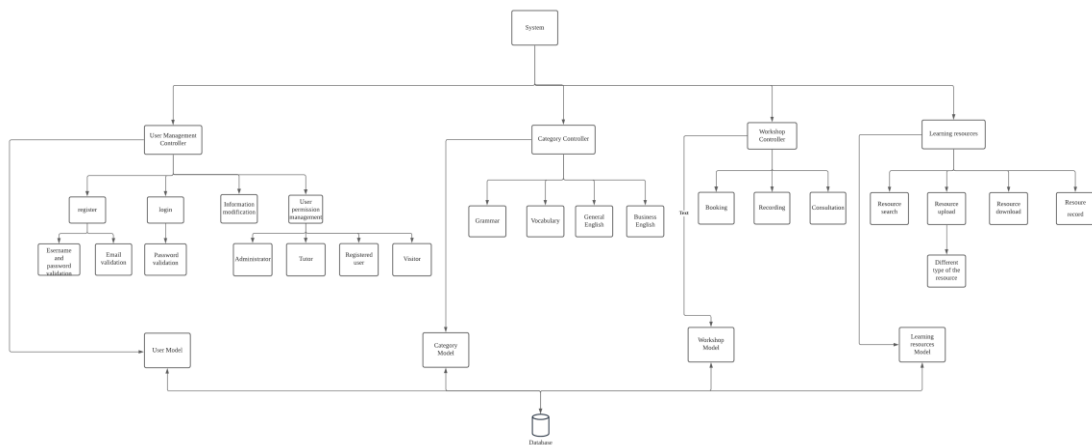 System
User Management
Controller
Category Controller
Workshop
Controller
Learning resources
register
login
Information
modification
User
permission
management
Grammar
Vocabulary
General
English
Business
English
Text
Booking
Recording
Consultation
Resource
search
Resource
upload
Resource
download
Resoure
record
Esername
and
password
validation
Email
validation
Password
validation
Administrator
Tutor
Registered
user
Visitor
Different
type of the
resource
User Model
Category
Model
Workshop
Model
Learning
resources
Model
Database